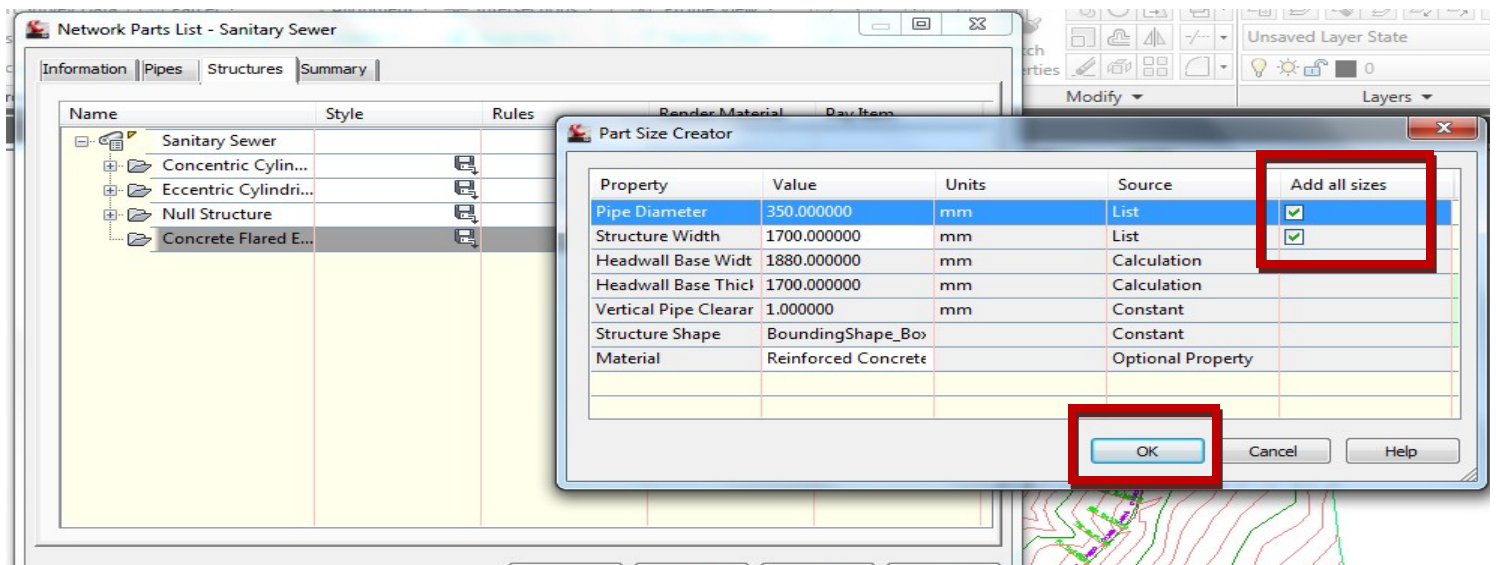 Network Parts List - Sanitary Sewer
Unsaved Layer State
Information Pipes Structures Summary
0
Modify
Layers
Name Style Rules Render Material Pay Item
Sanitary Sewer
Concentric Cylin...
Eccentric Cylindri...
Null Structure
Concrete Flared E...
Part Size Creator
Property Value Units Source Add all sizes
Pipe Diameter 350.000000 mm List
Structure Width 1700.000000 mm List
Headwall Base Widt 1880.000000 mm Calculation
Headwall Base Thick 1700.000000 mm Calculation
Vertical Pipe Clearar 1.000000 mm Constant
Structure Shape BoundingShape_Box Constant
Material Reinforced Concrete Optional Property
OK Cancel Help